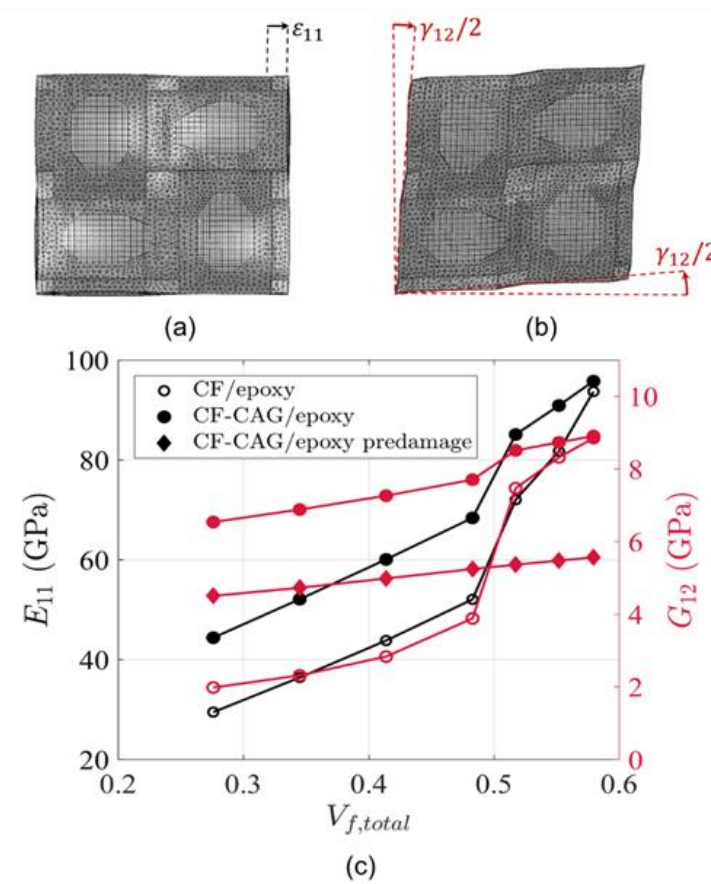 ε₁₁
γ₁₂/2
γ₁₂/2
(a)
(b)
CF/epoxy
CF-CAG/epoxy
CF-CAG/epoxy predamage
100
80
60
40
20
E₁₁ (GPa)
10
8
6
4
2
0
G₁₂ (GPa)
0.2 0.3 0.4 0.5 0.6
V_{f,total}
(c)